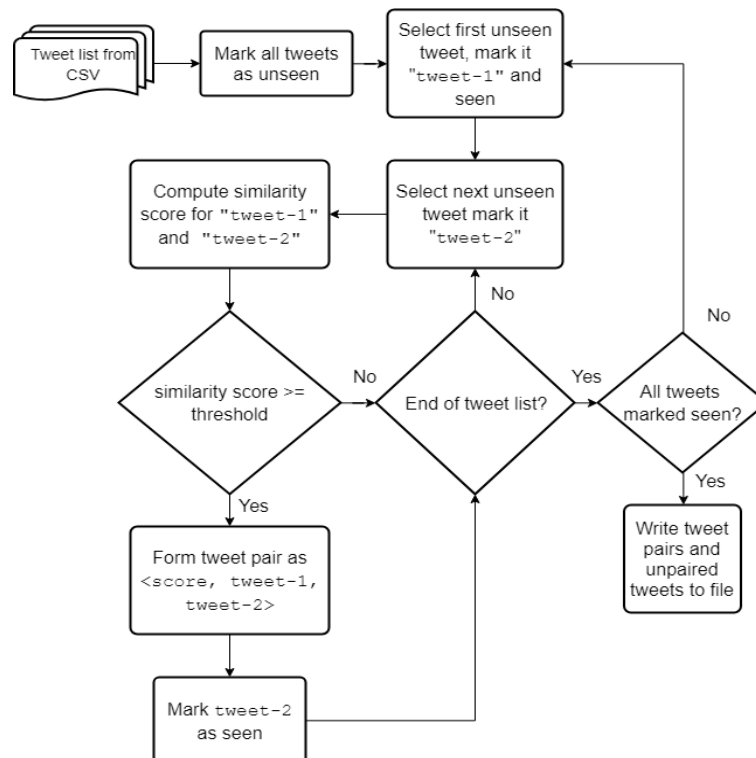 Tweet list from
CSV
Mark all tweets
as unseen
Select first unseen
tweet, mark it
"tweet-1" and
seen
Compute similarity
score for "tweet-1"
and "tweet-2"
Select next unseen
tweet mark it
"tweet-2"
No
No
similarity score >=
threshold
No
End of tweet list?
Yes
All tweets
marked seen?
Yes
Yes
Form tweet pair as
<score, tweet-1,
tweet-2>
Write tweet
pairs and
unpaired
tweets to file
Mark tweet-2
as seen